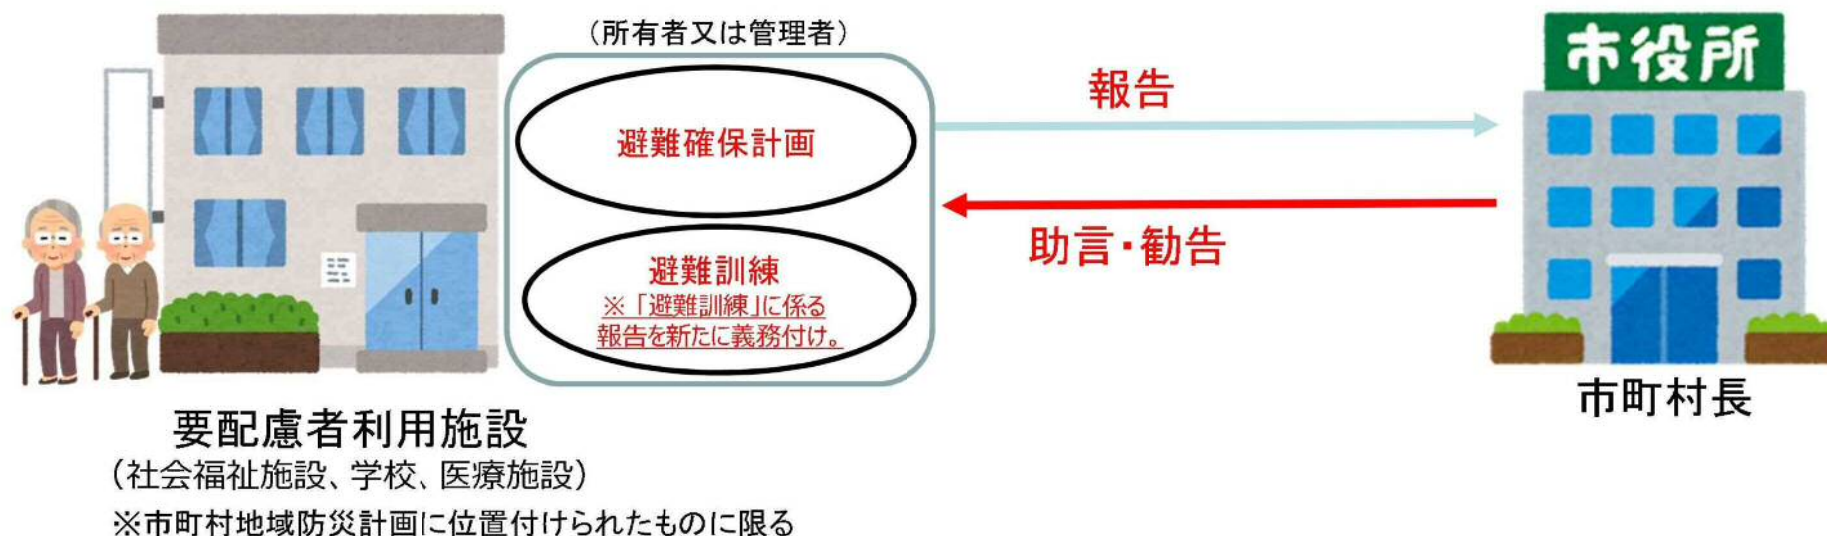 （所有者又は管理者）
避難確保計画
避難訓練
※「避難訓練」に係る
報告を新たに義務付け。
報告
助言・勧告
市役所
市町村長
要配慮者利用施設
（社会福祉施設、学校、医療施設）
※市町村地域防災計画に位置付けられたものに限る